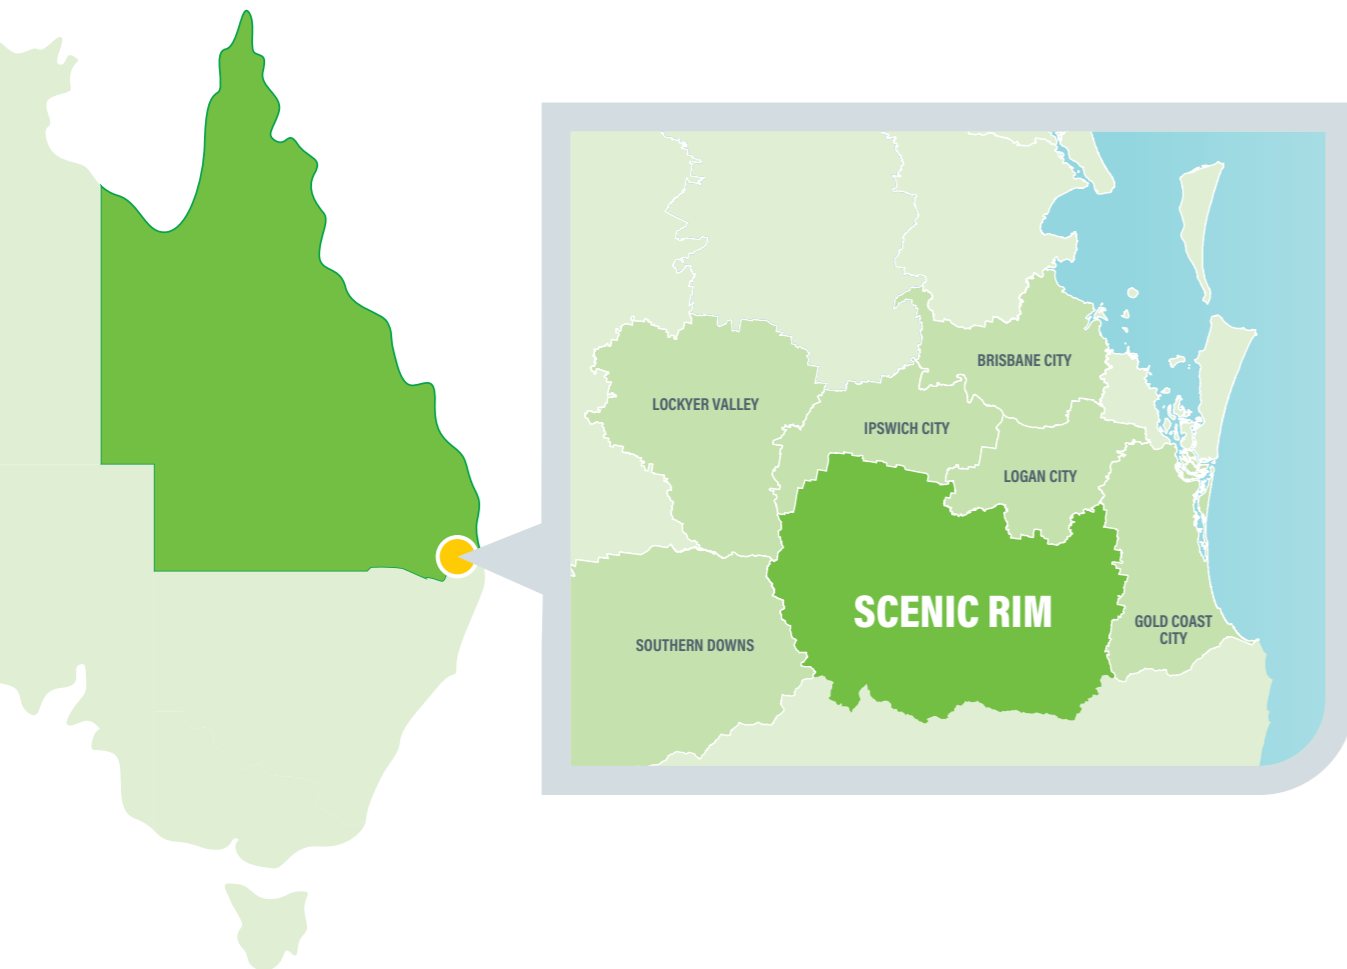 BRISBANE CITY
LOCKYER VALLEY
IPSWICH CITY
LOGAN CITY
SCENIC RIM
GOLD COAST
CITY
SOUTHERN DOWNS